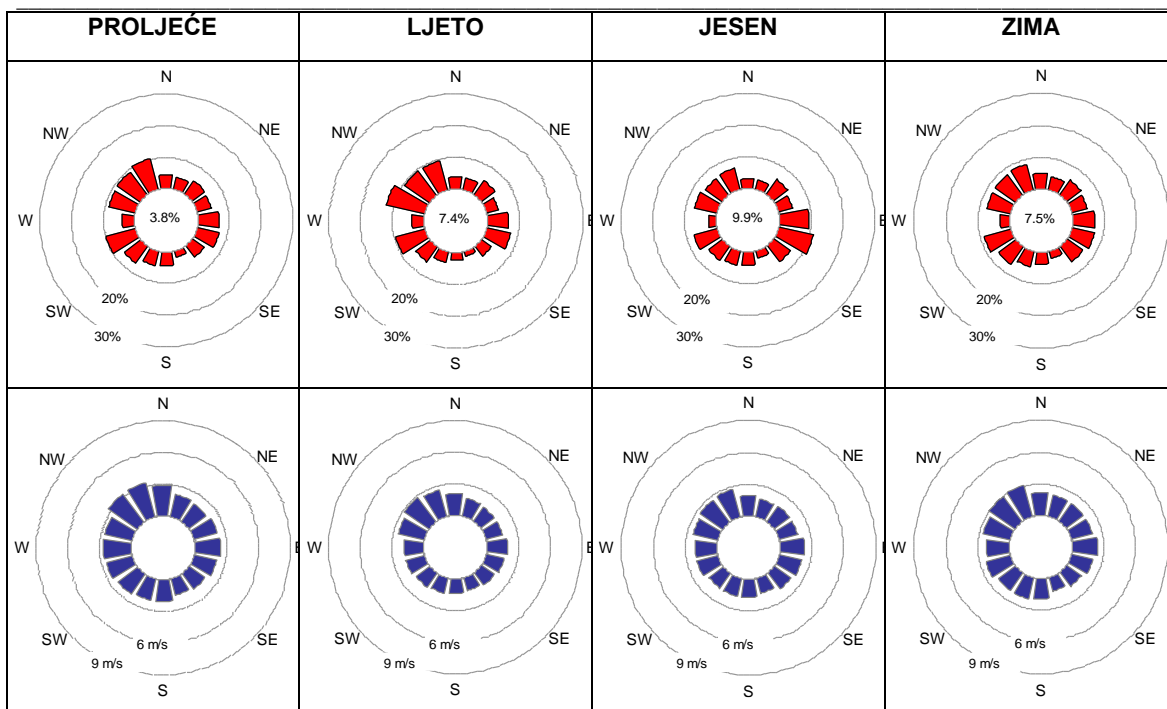 PROLJEĆE LJETO JESEN ZIMA
N N N N
NW NE NW NE NW NE NW NE
W 3.8% E W 7.4% W 9.9% E W 7.5%
20% 20% 20% 20%
SW SE SW SE SW SE SW SE
30% 30% 30% 30%
S S S S
N N N N
NW NE NW NE NW NE NW NE
W E W W E W
SW 6 m/s SE SW 6 m/s SE SW 6 m/s SE SW 6 m/s SE
9 m/s 9 m/s 9 m/s 9 m/s
S S S S